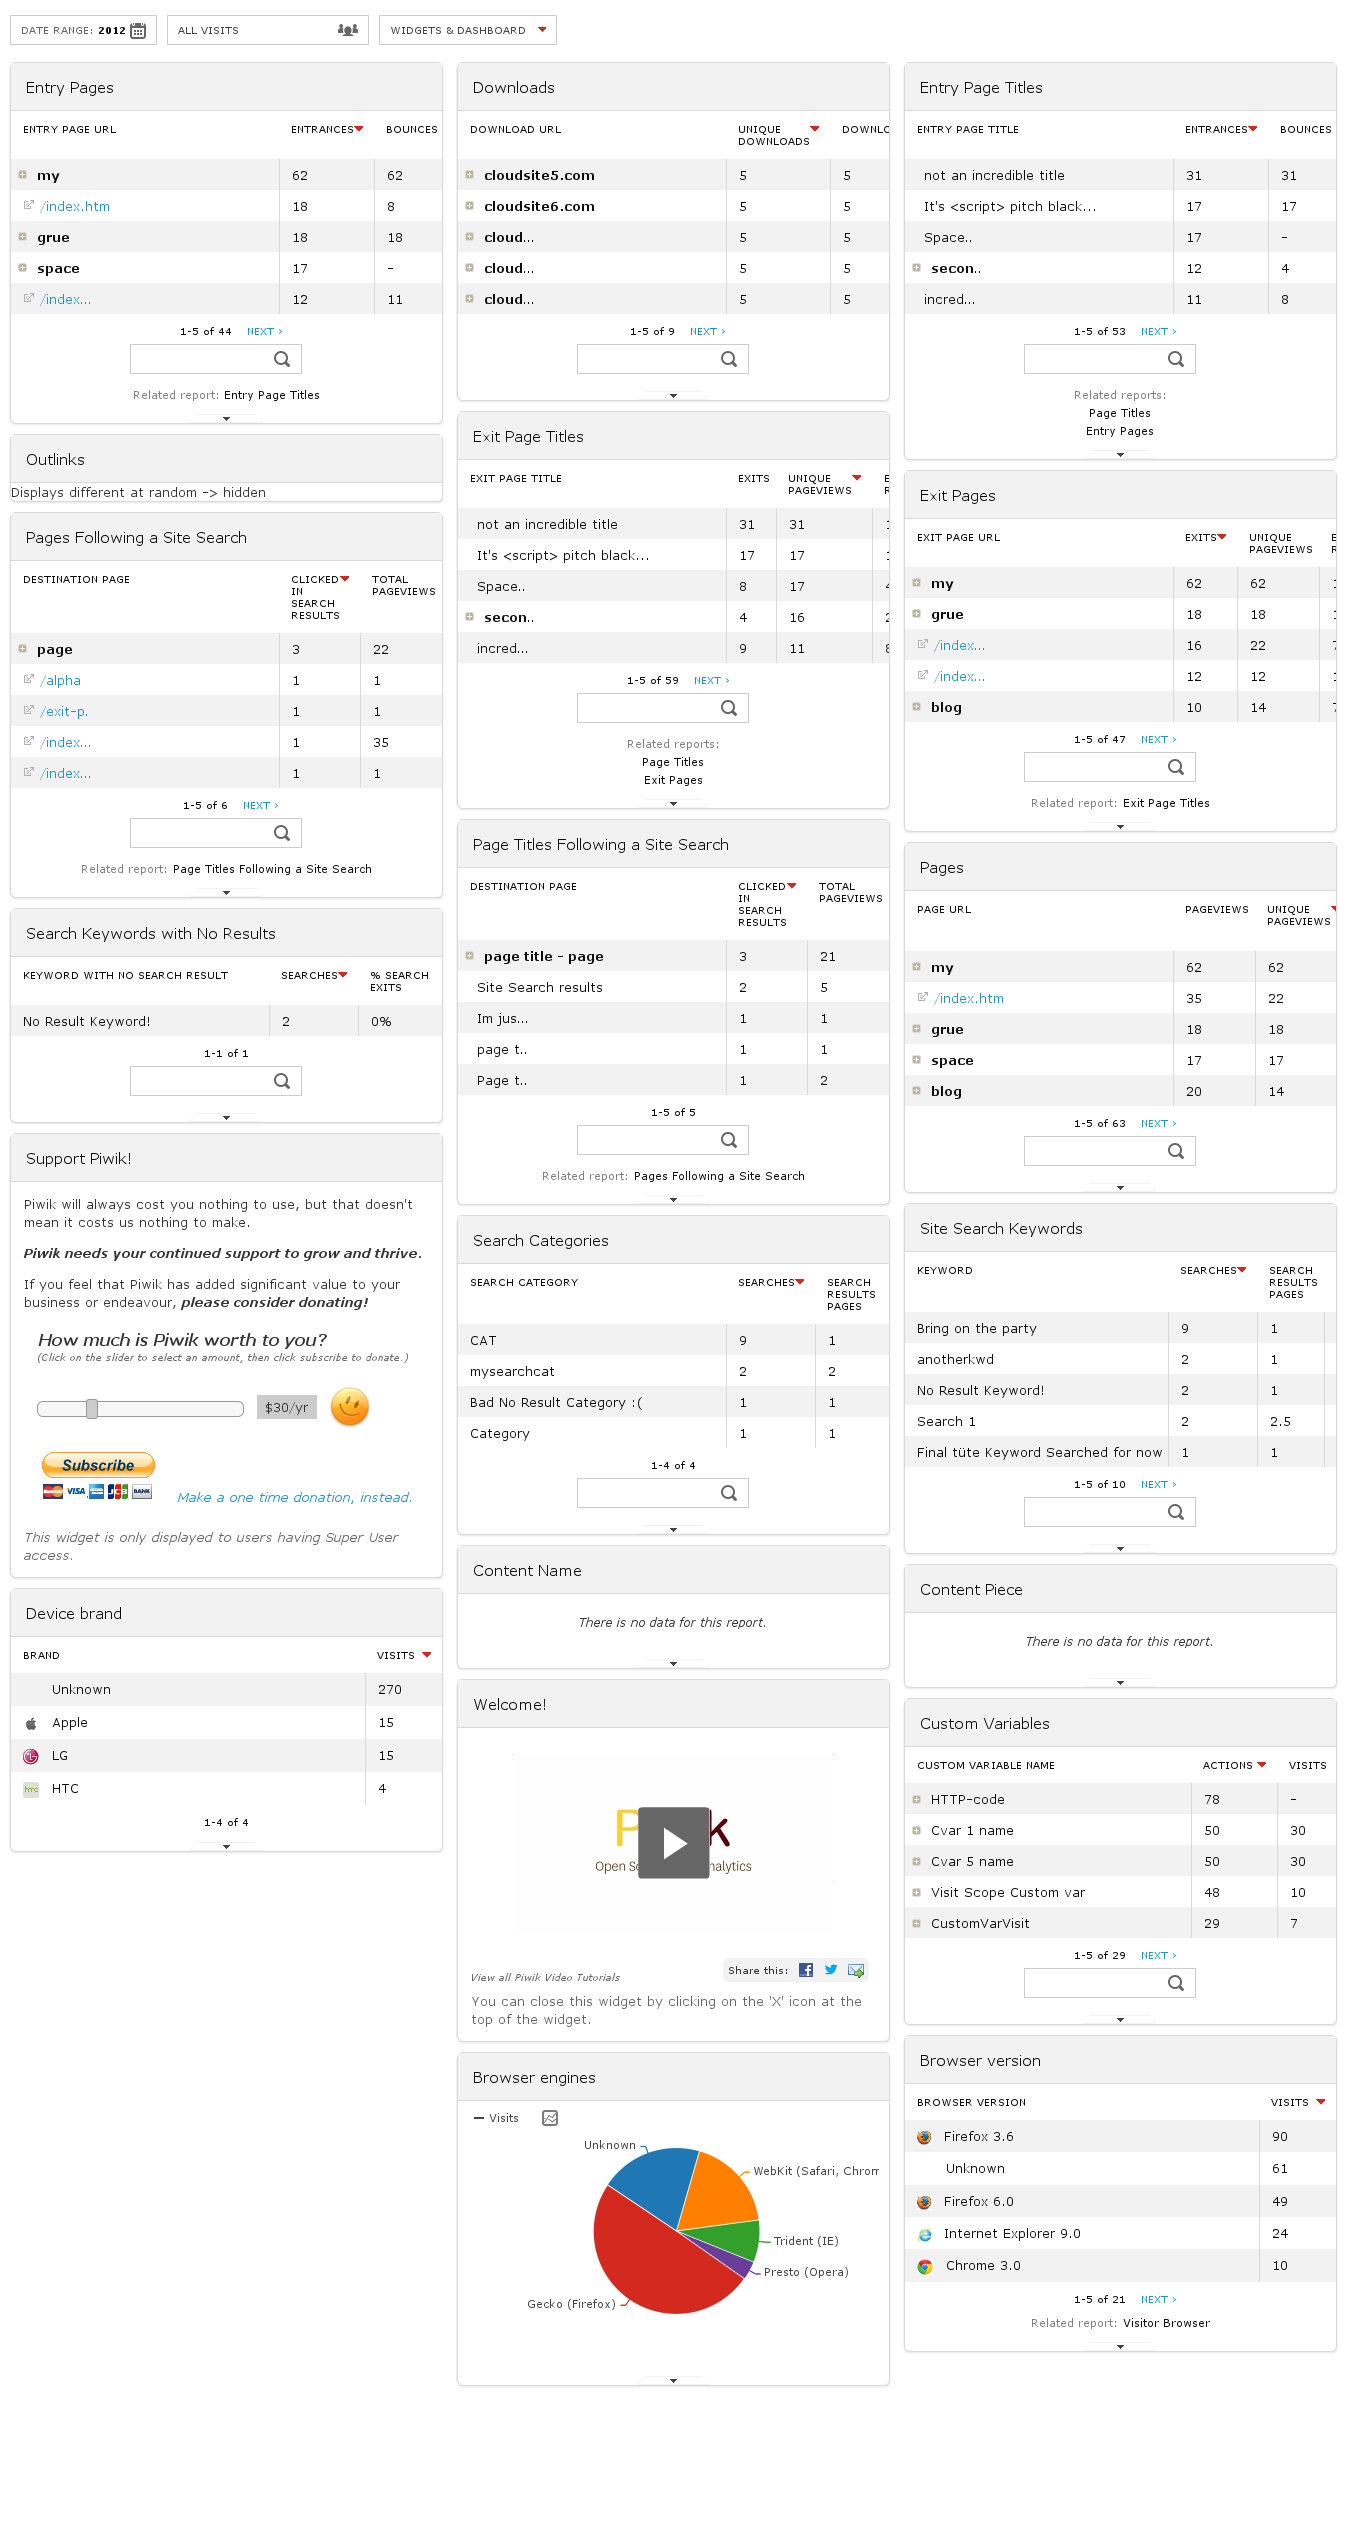 DATE RANGE: 2012
ALL VISITS
WIDGETS & DASHBOARD
Entry Pages
ENTRY PAGE URL ENTRANCES BOUNCES
my 62 62
/index.htm 18 8
grue 18 18
space 17 -
/index... 12 11
1-5 of 44 NEXT ›
Related report: Entry Page Titles
Outlinks
Displays different at random -> hidden
Pages Following a Site Search
DESTINATION PAGE CLICKED IN SEARCH RESULTS TOTAL PAGEVIEWS
page 3 22
/alpha 1 1
/exit-p. 1 1
/index... 1 35
/index... 1 1
1-5 of 6 NEXT ›
Related report: Page Titles Following a Site Search
Search Keywords with No Results
KEYWORD WITH NO SEARCH RESULT SEARCHES % SEARCH EXITS
No Result Keyword! 2 0%
1-1 of 1
Support Piwik!
Piwik will always cost you nothing to use, but that doesn't
mean it costs us nothing to make.
Piwik needs your continued support to grow and thrive.
If you feel that Piwik has added significant value to your
business or endeavour, please consider donating!
How much is Piwik worth to you?
(Click on the slider to select an amount, then click subscribe to donate.)
$30/yr
Subscribe
VISA JCB BANK
Make a one time donation, instead.
This widget is only displayed to users having Super User
access.
Device brand
BRAND VISITS
Unknown 270
Apple 15
LG 15
HTC 4
1-4 of 4
Downloads
DOWNLOAD URL UNIQUE DOWNLOADS DOWNLO
cloudsite5.com 5 5
cloudsite6.com 5 5
cloud... 5 5
cloud... 5 5
cloud... 5 5
1-5 of 9 NEXT ›
Exit Page Titles
EXIT PAGE TITLE EXITS UNIQUE PAGEVIEWS
not an incredible title 31 31
It's <script> pitch black... 17 17
Space.. 8 17
secon.. 4 16
incred... 9 11
1-5 of 59 NEXT ›
Related reports:
Page Titles
Exit Pages
Page Titles Following a Site Search
DESTINATION PAGE CLICKED IN SEARCH RESULTS TOTAL PAGEVIEWS
page title - page 3 21
Site Search results 2 5
Im jus... 1 1
page t.. 1 1
Page t.. 1 2
1-5 of 5
Related report: Pages Following a Site Search
Search Categories
SEARCH CATEGORY SEARCHES SEARCH RESULTS PAGES
CAT 9 1
mysearchcat 2 2
Bad No Result Category :( 1 1
Category 1 1
1-4 of 4
Content Name
There is no data for this report.
Welcome!
View all Piwik Video Tutorials
Share this:
You can close this widget by clicking on the 'X' icon at the
top of the widget.
Browser engines
Visits
Unknown
WebKit (Safari, Chrom
Trident (IE)
Presto (Opera)
Gecko (Firefox)
Entry Page Titles
ENTRY PAGE TITLE ENTRANCES BOUNCES
not an incredible title 31 31
It's <script> pitch black... 17 17
Space.. 17 -
secon.. 12 4
incred... 11 8
1-5 of 53 NEXT ›
Related reports:
Page Titles
Entry Pages
Exit Pages
EXIT PAGE URL EXITS UNIQUE PAGEVIEWS
my 62 62
grue 18 18
/index... 16 22
/index... 12 12
blog 10 14
1-5 of 47 NEXT ›
Related report: Exit Page Titles
Pages
PAGE URL PAGEVIEWS UNIQUE PAGEVIEWS
my 62 62
/index.htm 35 22
grue 18 18
space 17 17
blog 20 14
1-5 of 63 NEXT ›
Site Search Keywords
KEYWORD SEARCHES SEARCH RESULTS PAGES
Bring on the party 9 1
anotherkwd 2 1
No Result Keyword! 2 1
Search 1 2 2.5
Final tüte Keyword Searched for now 1 1
1-5 of 10 NEXT ›
Content Piece
There is no data for this report.
Custom Variables
CUSTOM VARIABLE NAME ACTIONS VISITS
HTTP-code 78 -
Cvar 1 name 50 30
Cvar 5 name 50 30
Visit Scope Custom var 48 10
CustomVarVisit 29 7
1-5 of 29 NEXT ›
Browser version
BROWSER VERSION VISITS
Firefox 3.6 90
Unknown 61
Firefox 6.0 49
Internet Explorer 9.0 24
Chrome 3.0 10
1-5 of 21 NEXT ›
Related report: Visitor Browser